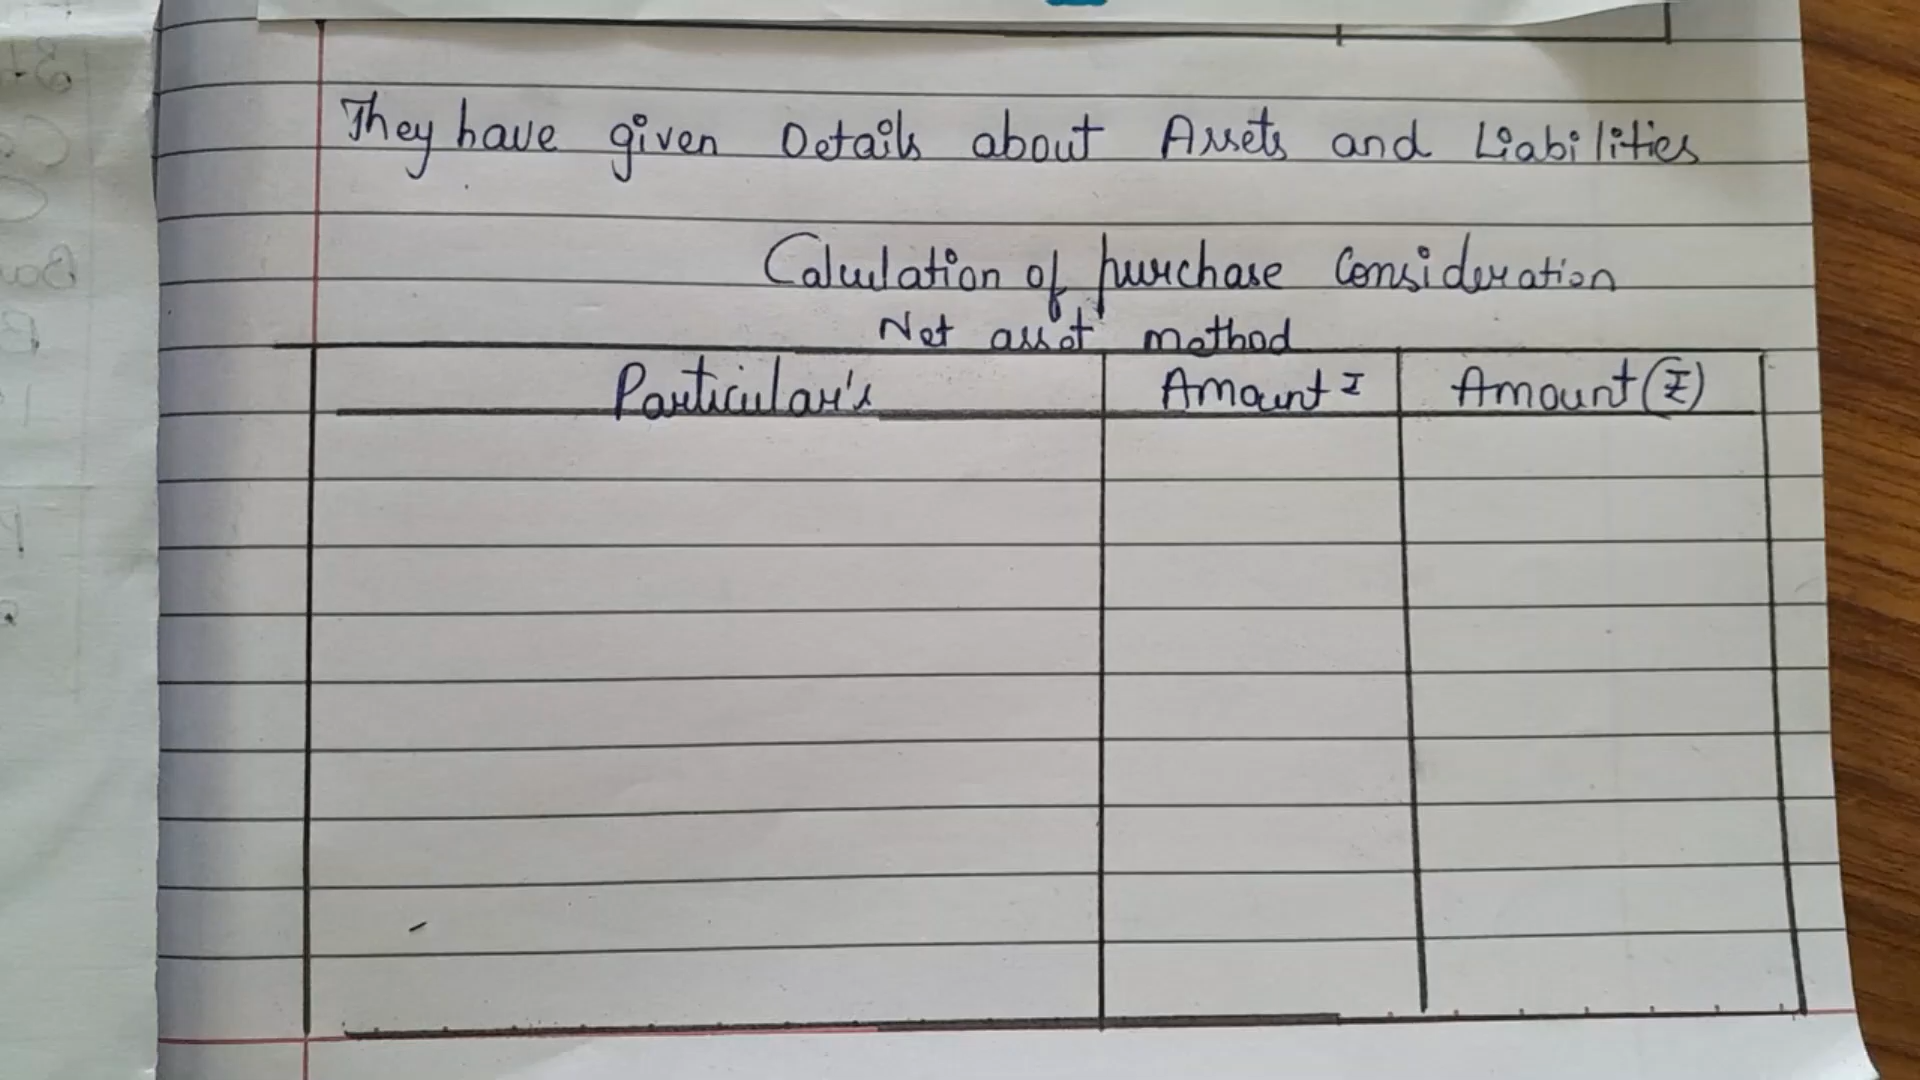 They have given Details about Assets and Liabilities
Calculation of purchase Consideration
Net asset method
Particular's Amount ₹ Amount (₹)